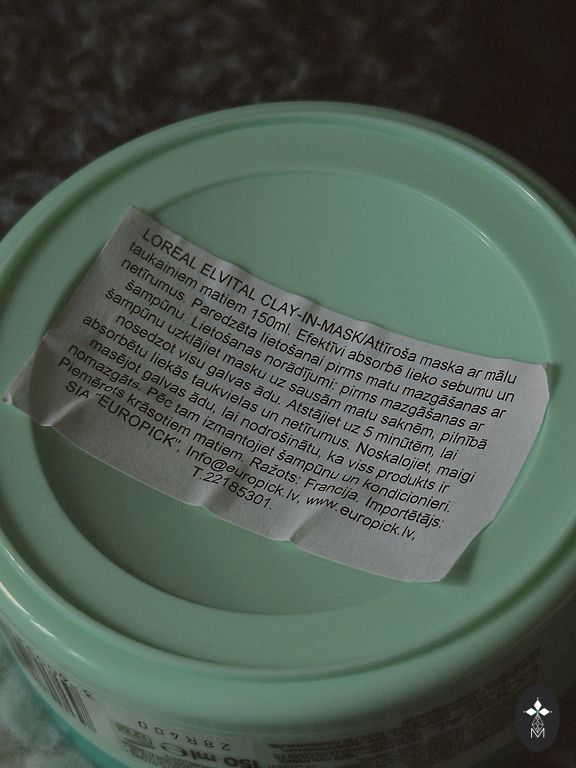 LOREAL ELVITAL CLAY-IN-MASK/Attīroša maska ar mālu
taukainiem matiem 150ml. Efektīvi absorbē lieko sebumu un
netīrumus. Paredzēta lietošanai pirms matu mazgāšanas ar
šampūnu. Lietošanas norādījumi: pirms mazgāšanas ar
šampūnu uzklājiet masku uz sausām matu saknēm, pilnībā
nosedzot visu galvas ādu. Atstājiet uz 5 minūtēm, lai
absorbētu liekās taukvielas un netīrumus. Noskalojiet, maigi
masējot galvas ādu, lai nodrošinātu, ka viss produkts ir
nomazgāts. Pēc tam izmantojiet šampūnu un kondicionieri.
Piemērots krāsotiem matiem. Ražots: Francija. Importētājs:
SIA "EUROPICK", Info@europick.lv, www.europick.lv,
T.22185301.
28R400
150 ml e
M